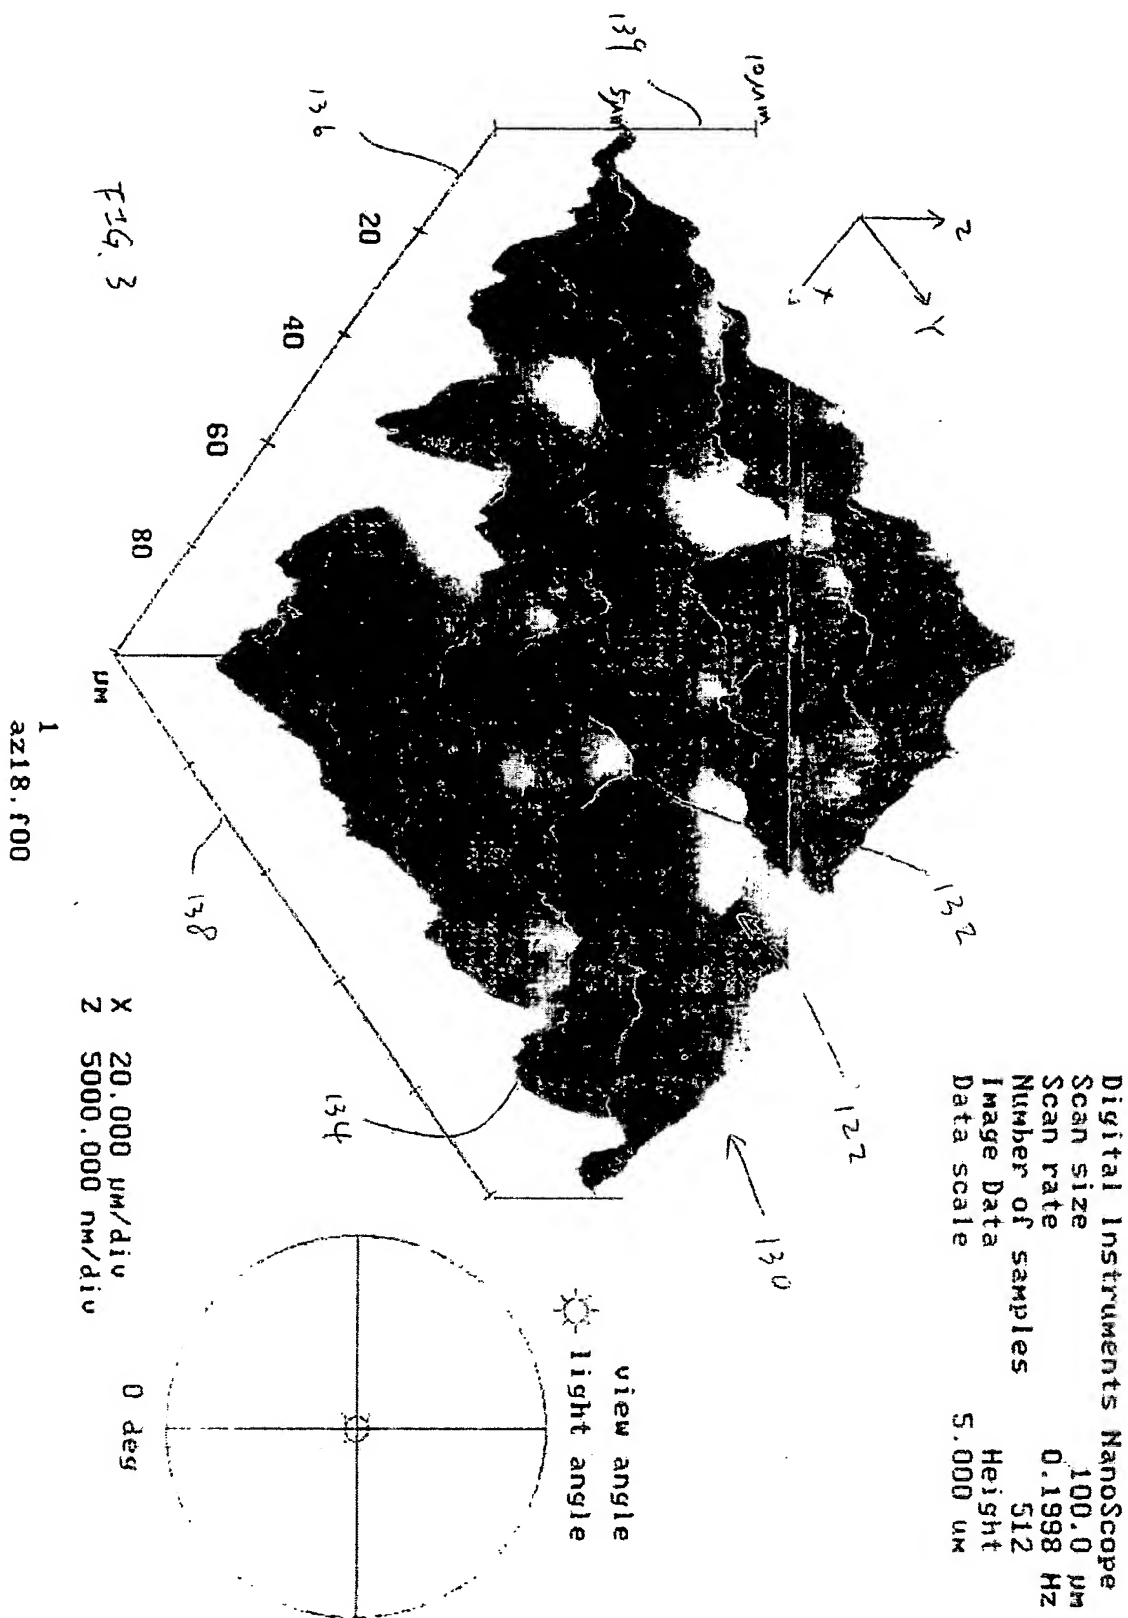 Digital Instruments NanoScope
Scan size 100.0 µm
Scan rate 0.1998 Hz
Number of samples 512
Image Data Height
Data scale 5.000 um
view angle
light angle
0 deg
X 20.000 µm/div
Z 5000.000 nm/div
10µm
5µm
139
136
20
40
60
80
µm
138
134
132
122
130
Z
Y
X
1
az18.f00
FIG. 3